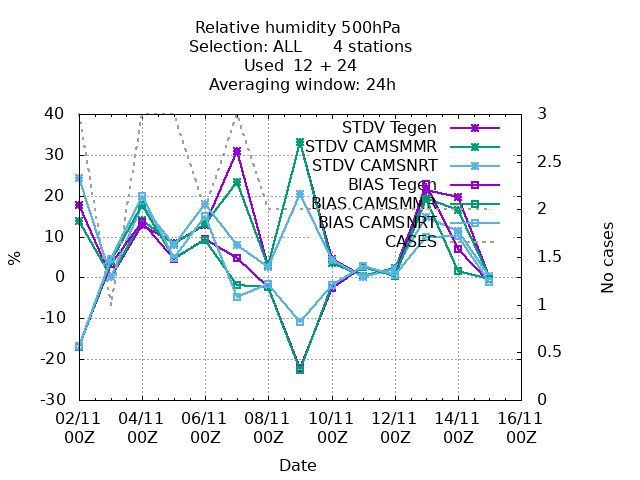 Relative humidity 500hPa
Selection: ALL      4 stations
Used  12 + 24
Averaging window: 24h
40
30
20
10
0
-10
-20
-30
%
3
2.5
2
1.5
1
0.5
0
No cases
STDV Tegen
STDV CAMSMMR
STDV CAMSNRT
BIAS Tegen
BIAS CAMSMMR
BIAS CAMSNRT
CASES
02/11 04/11 06/11 08/11 10/11 12/11 14/11 16/11
00Z 00Z 00Z 00Z 00Z 00Z 00Z 00Z
Date